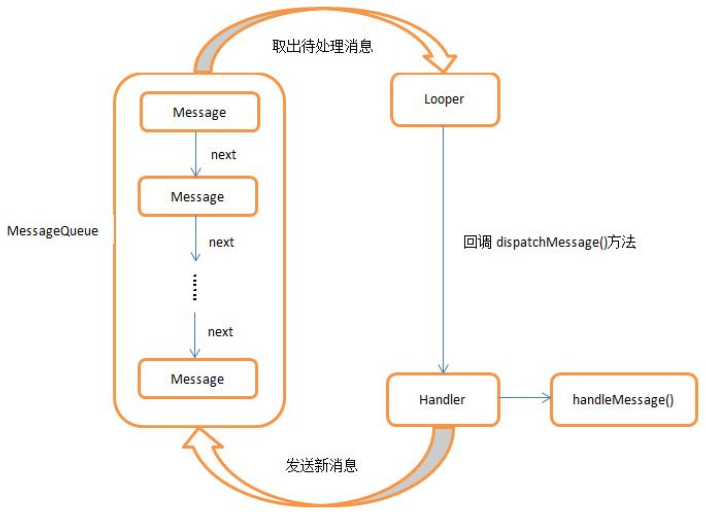 取出待处理消息
Message
Looper
next
Message
MessageQueue
next
回调 dispatchMessage()方法
next
Message
Handler
handleMessage()
发送新消息